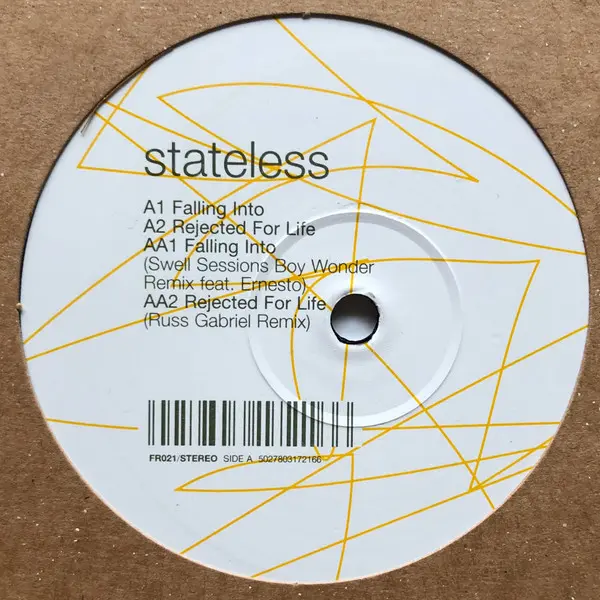 stateless
A1 Falling Into
A2 Rejected For Life
AA1 Falling Into
(Swell Sessions Boy Wonder
Remix feat. Ernesto)
AA2 Rejected For Life
(Russ Gabriel Remix)
FR021/STEREO SIDE A 5027803172166